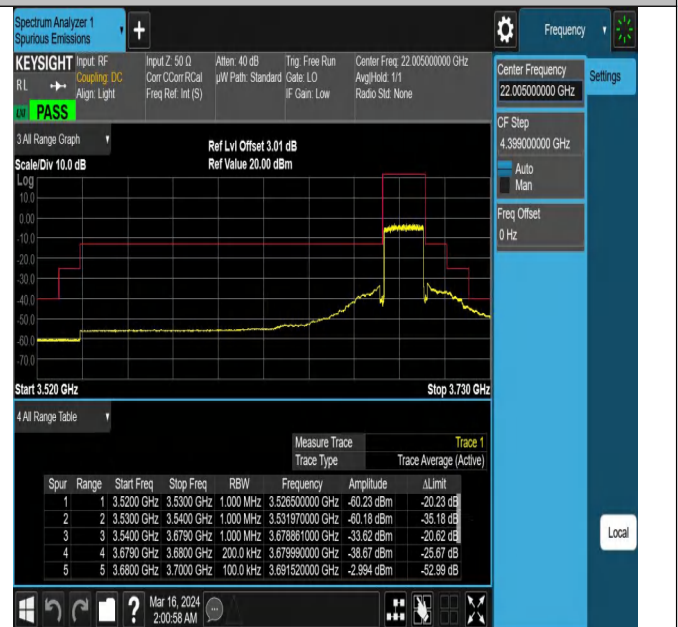 Spectrum Analyzer 1
Spurious Emissions
Frequency
KEYSIGHT Input: RF Input Z: 50 Ω Atten: 40 dB Trig: Free Run Center Freq: 22.005000000 GHz
RL Coupling: DC Corr CCorr RCal µW Path: Standard Gate: LO Avg|Hold: 1/1
Align: Light Freq Ref: Int (S) IF Gain: Low Radio Std: None
LXI PASS
Center Frequency
22.005000000 GHz
Settings
CF Step
4.399000000 GHz
Auto
Man
Freq Offset
0 Hz
3 All Range Graph
Ref Lvl Offset 3.01 dB
Scale/Div 10.0 dB Ref Value 20.00 dBm
Log
10.0
0.00
-10.0
-20.0
-30.0
-40.0
-50.0
-60.0
-70.0
Start 3.520 GHz Stop 3.730 GHz
4 All Range Table
Measure Trace Trace 1
Trace Type Trace Average (Active)
Spur Range Start Freq Stop Freq RBW Frequency Amplitude ΔLimit
1 1 3.5200 GHz 3.5300 GHz 1.000 MHz 3.526500000 GHz -60.23 dBm -20.23 dB
2 2 3.5300 GHz 3.5400 GHz 1.000 MHz 3.531970000 GHz -60.18 dBm -35.18 dB
3 3 3.5400 GHz 3.6790 GHz 1.000 MHz 3.678861000 GHz -33.62 dBm -20.62 dB
4 4 3.6790 GHz 3.6800 GHz 200.0 kHz 3.679990000 GHz -38.67 dBm -25.67 dB
5 5 3.6800 GHz 3.7000 GHz 100.0 kHz 3.691520000 GHz -2.994 dBm -52.99 dB
Local
? Mar 16, 2024
2:00:58 AM